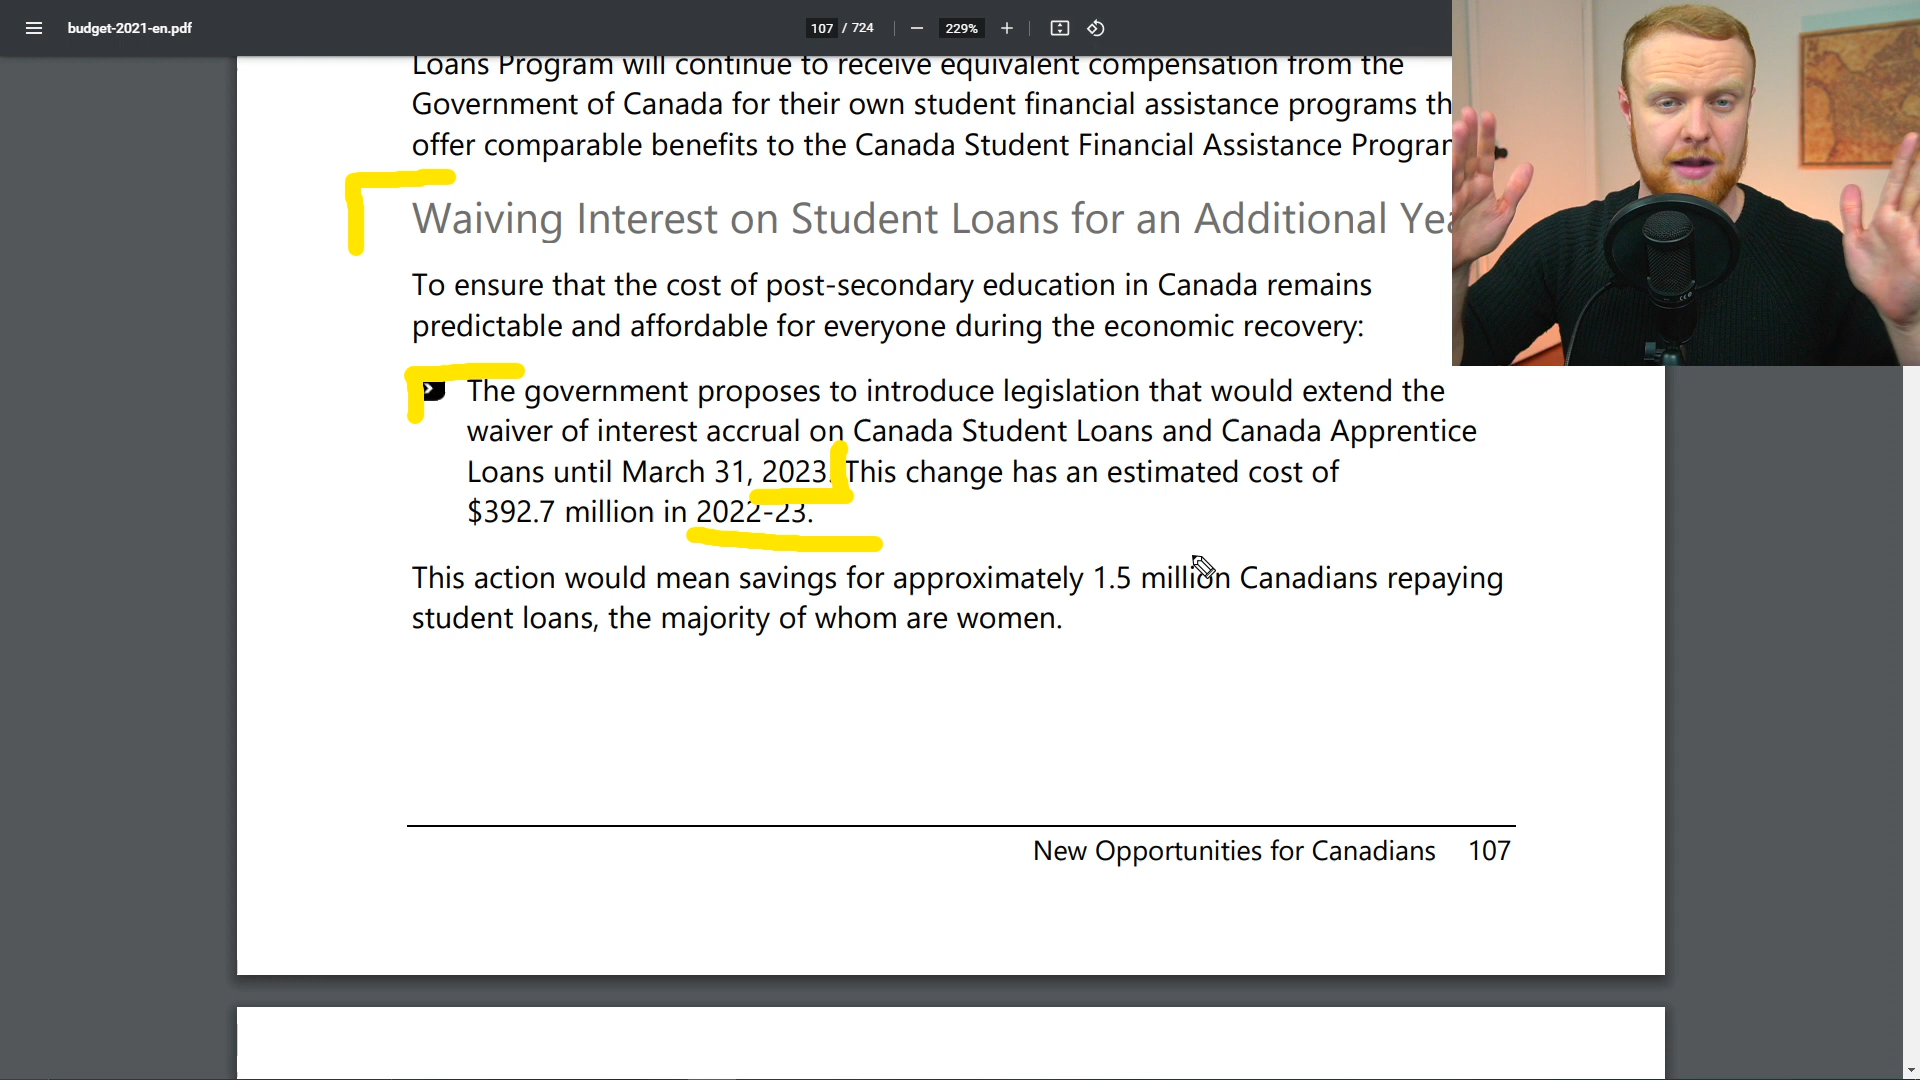 budget-2021-en.pdf
107 / 724
229%
Loans Program will continue to receive equivalent compensation from the
Government of Canada for their own student financial assistance programs th
offer comparable benefits to the Canada Student Financial Assistance Program
Waiving Interest on Student Loans for an Additional Yea
To ensure that the cost of post-secondary education in Canada remains
predictable and affordable for everyone during the economic recovery:
The government proposes to introduce legislation that would extend the
waiver of interest accrual on Canada Student Loans and Canada Apprentice
Loans until March 31, 2023. This change has an estimated cost of
$392.7 million in 2022-23.
This action would mean savings for approximately 1.5 million Canadians repaying
student loans, the majority of whom are women.
New Opportunities for Canadians 107